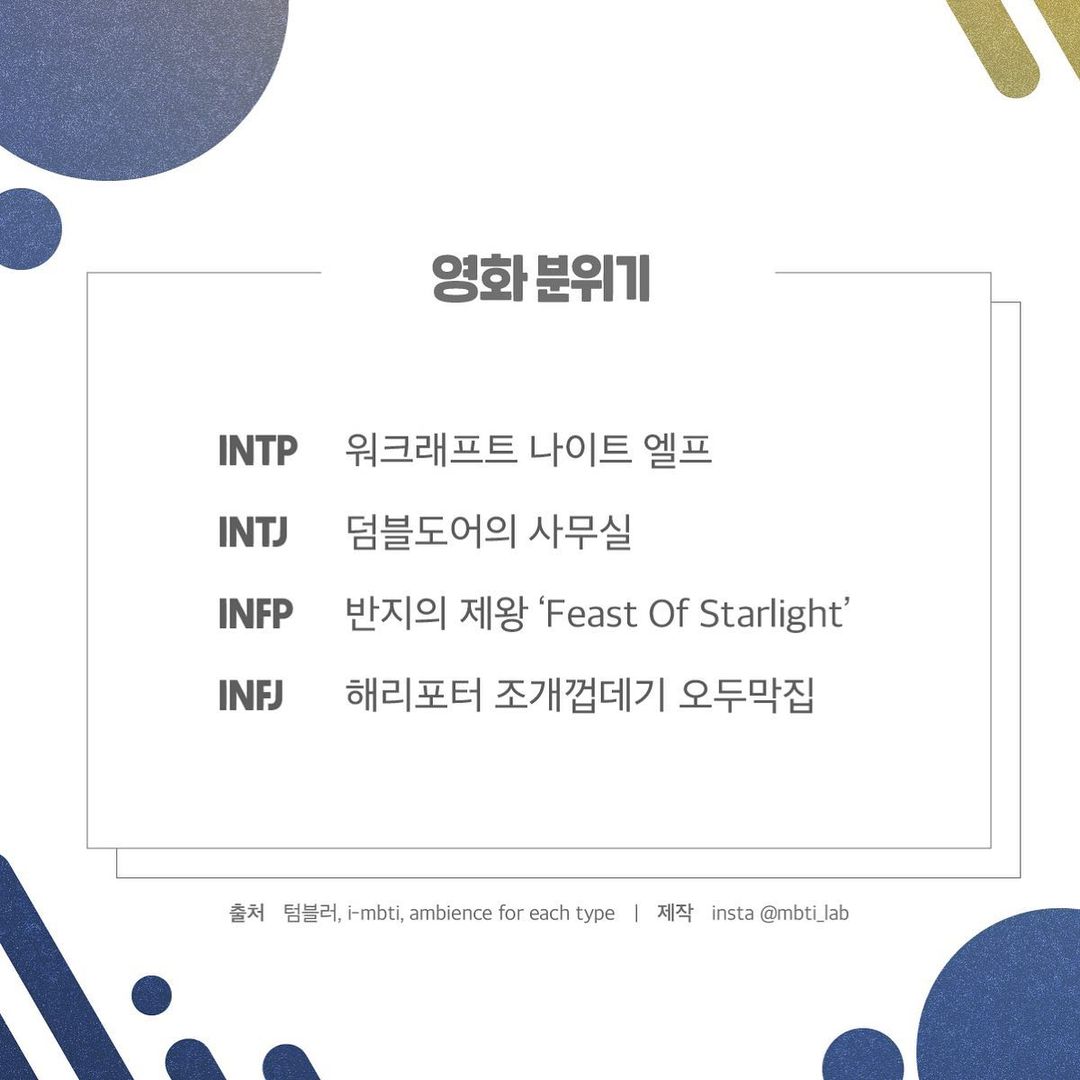 영화 분위기
INTP 워크래프트 나이트 엘프
INTJ 덤블도어의 사무실
INFP 반지의 제왕 ‘Feast Of Starlight’
INFJ 해리포터 조개껍데기 오두막집
출처 텀블러, i-mbti, ambience for each type | 제작 insta @mbti_lab